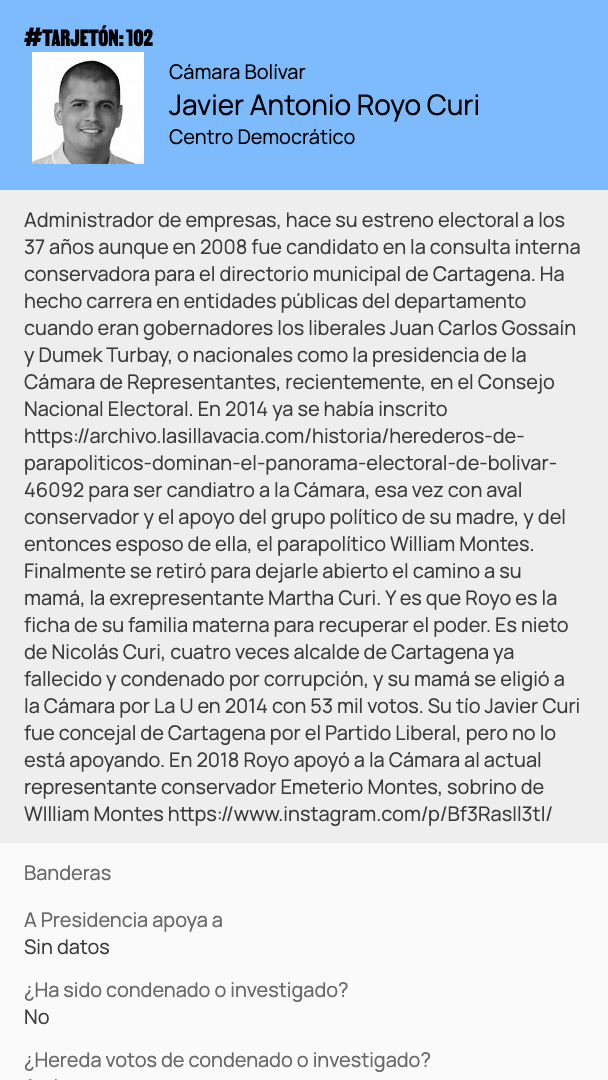 #TARJETÓN: 102
Cámara Bolívar
Javier Antonio Royo Curi
Centro Democrático
Administrador de empresas, hace su estreno electoral a los
37 años aunque en 2008 fue candidato en la consulta interna
conservadora para el directorio municipal de Cartagena. Ha
hecho carrera en entidades públicas del departamento
cuando eran gobernadores los liberales Juan Carlos Gossaín
y Dumek Turbay, o nacionales como la presidencia de la
Cámara de Representantes, recientemente, en el Consejo
Nacional Electoral. En 2014 ya se había inscrito
https://archivo.lasillavacia.com/historia/herederos-de-
parapoliticos-dominan-el-panorama-electoral-de-bolivar-
46092 para ser candiatro a la Cámara, esa vez con aval
conservador y el apoyo del grupo político de su madre, y del
entonces esposo de ella, el parapolítico William Montes.
Finalmente se retiró para dejarle abierto el camino a su
mamá, la exrepresentante Martha Curi. Y es que Royo es la
ficha de su familia materna para recuperar el poder. Es nieto
de Nicolás Curi, cuatro veces alcalde de Cartagena ya
fallecido y condenado por corrupción, y su mamá se eligió a
la Cámara por La U en 2014 con 53 mil votos. Su tío Javier Curi
fue concejal de Cartagena por el Partido Liberal, pero no lo
está apoyando. En 2018 Royo apoyó a la Cámara al actual
representante conservador Emeterio Montes, sobrino de
WIlliam Montes https://www.instagram.com/p/Bf3RasIl3tI/
Banderas
A Presidencia apoya a
Sin datos
¿Ha sido condenado o investigado?
No
¿Hereda votos de condenado o investigado?